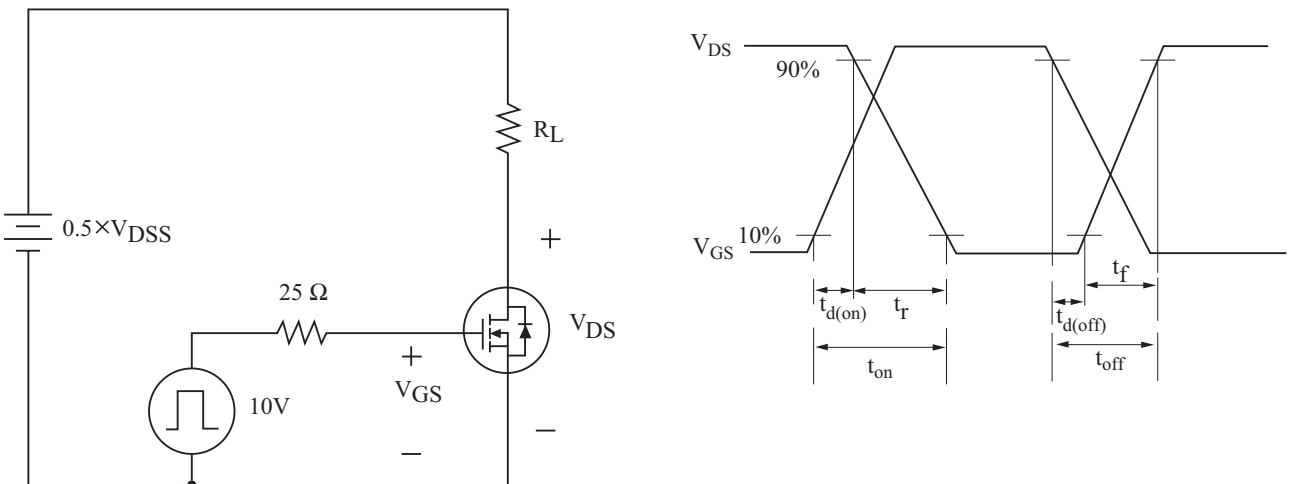 R_L
0.5×V_DSS
+
25 Ω
V_DS
+
V_GS
10V
−
−
V_DS
90%
V_GS 10%
t_d(on)
t_r
t_on
t_f
t_d(off)
t_off